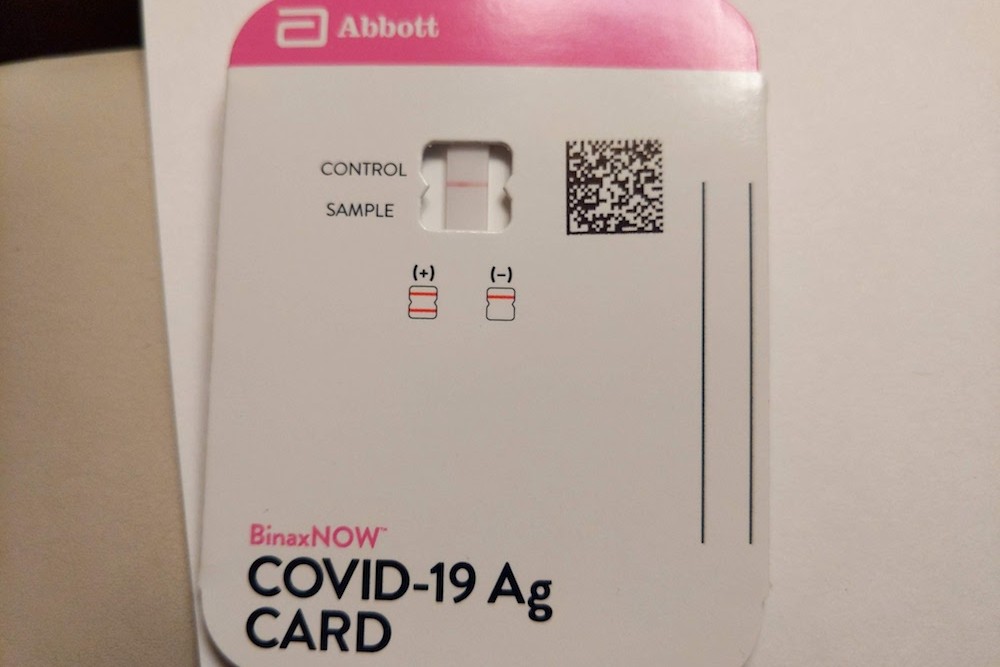 Abbott
CONTROL
SAMPLE
(+) (-)
BinaxNOW™
COVID-19 Ag
CARD